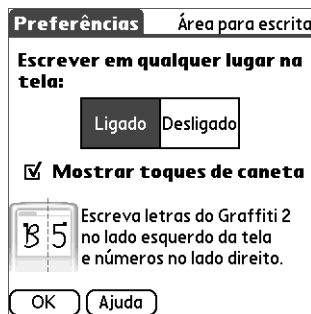 Preferências Área para escrita
Escrever em qualquer lugar na
tela:
Ligado Desligado
Mostrar toques de caneta
B 5
Escreva letras do Graffiti 2
no lado esquerdo da tela
e números no lado direito.
OK Ajuda